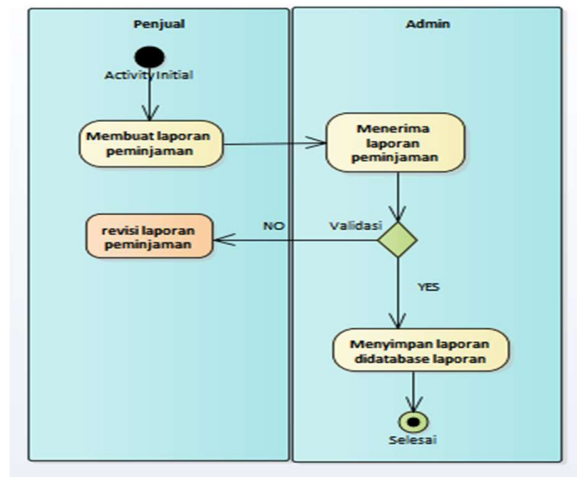 Penjual
Admin
Activity Initial
Membuat laporan
peminjaman
Menerima
laporan
peminjaman
revisi laporan
peminjaman
NO
Validasi
YES
Menyimpan laporan
didatabase laporan
Selesai